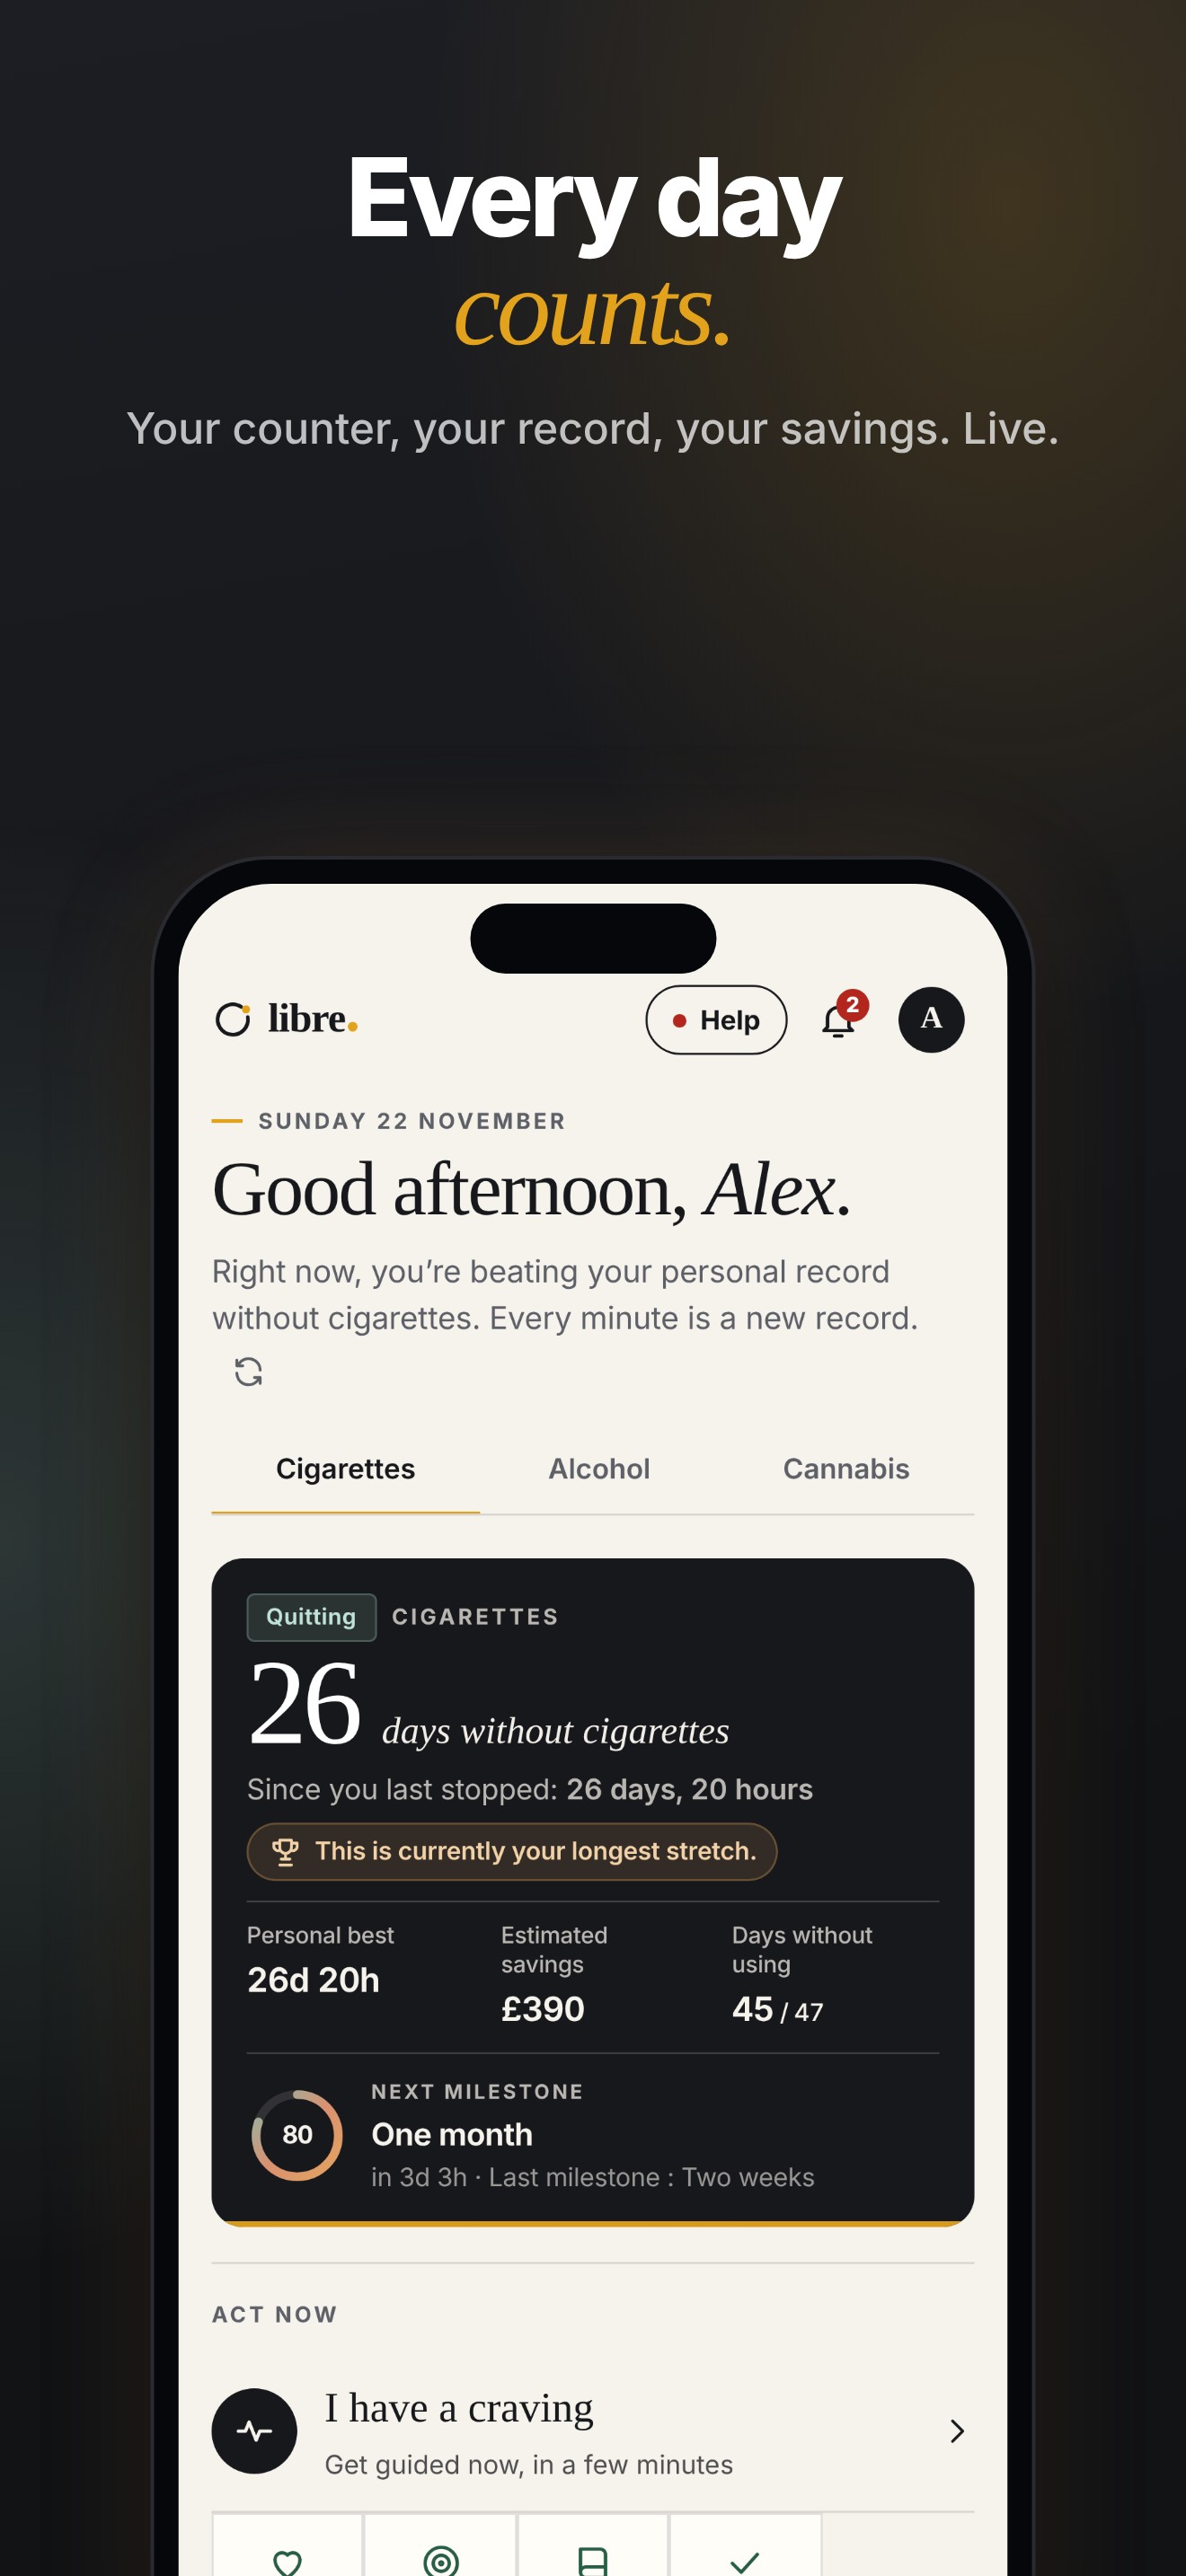 Every day
counts.
Your counter, your record, your savings. Live.
libre.
Help
2
A
SUNDAY 22 NOVEMBER
Good afternoon, Alex.
Right now, you’re beating your personal record
without cigarettes. Every minute is a new record.
Cigarettes
Alcohol
Cannabis
Quitting
CIGARETTES
26 days without cigarettes
Since you last stopped: 26 days, 20 hours
This is currently your longest stretch.
Personal best
26d 20h
Estimated
savings
£390
Days without
using
45 / 47
80
NEXT MILESTONE
One month
in 3d 3h · Last milestone : Two weeks
ACT NOW
I have a craving
Get guided now, in a few minutes